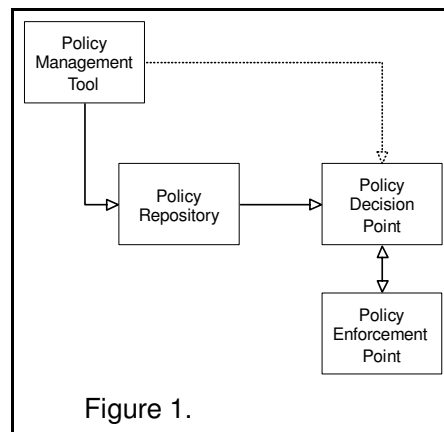 Policy
Management
Tool
Policy
Repository
Policy
Decision
Point
Policy
Enforcement
Point
Figure 1.